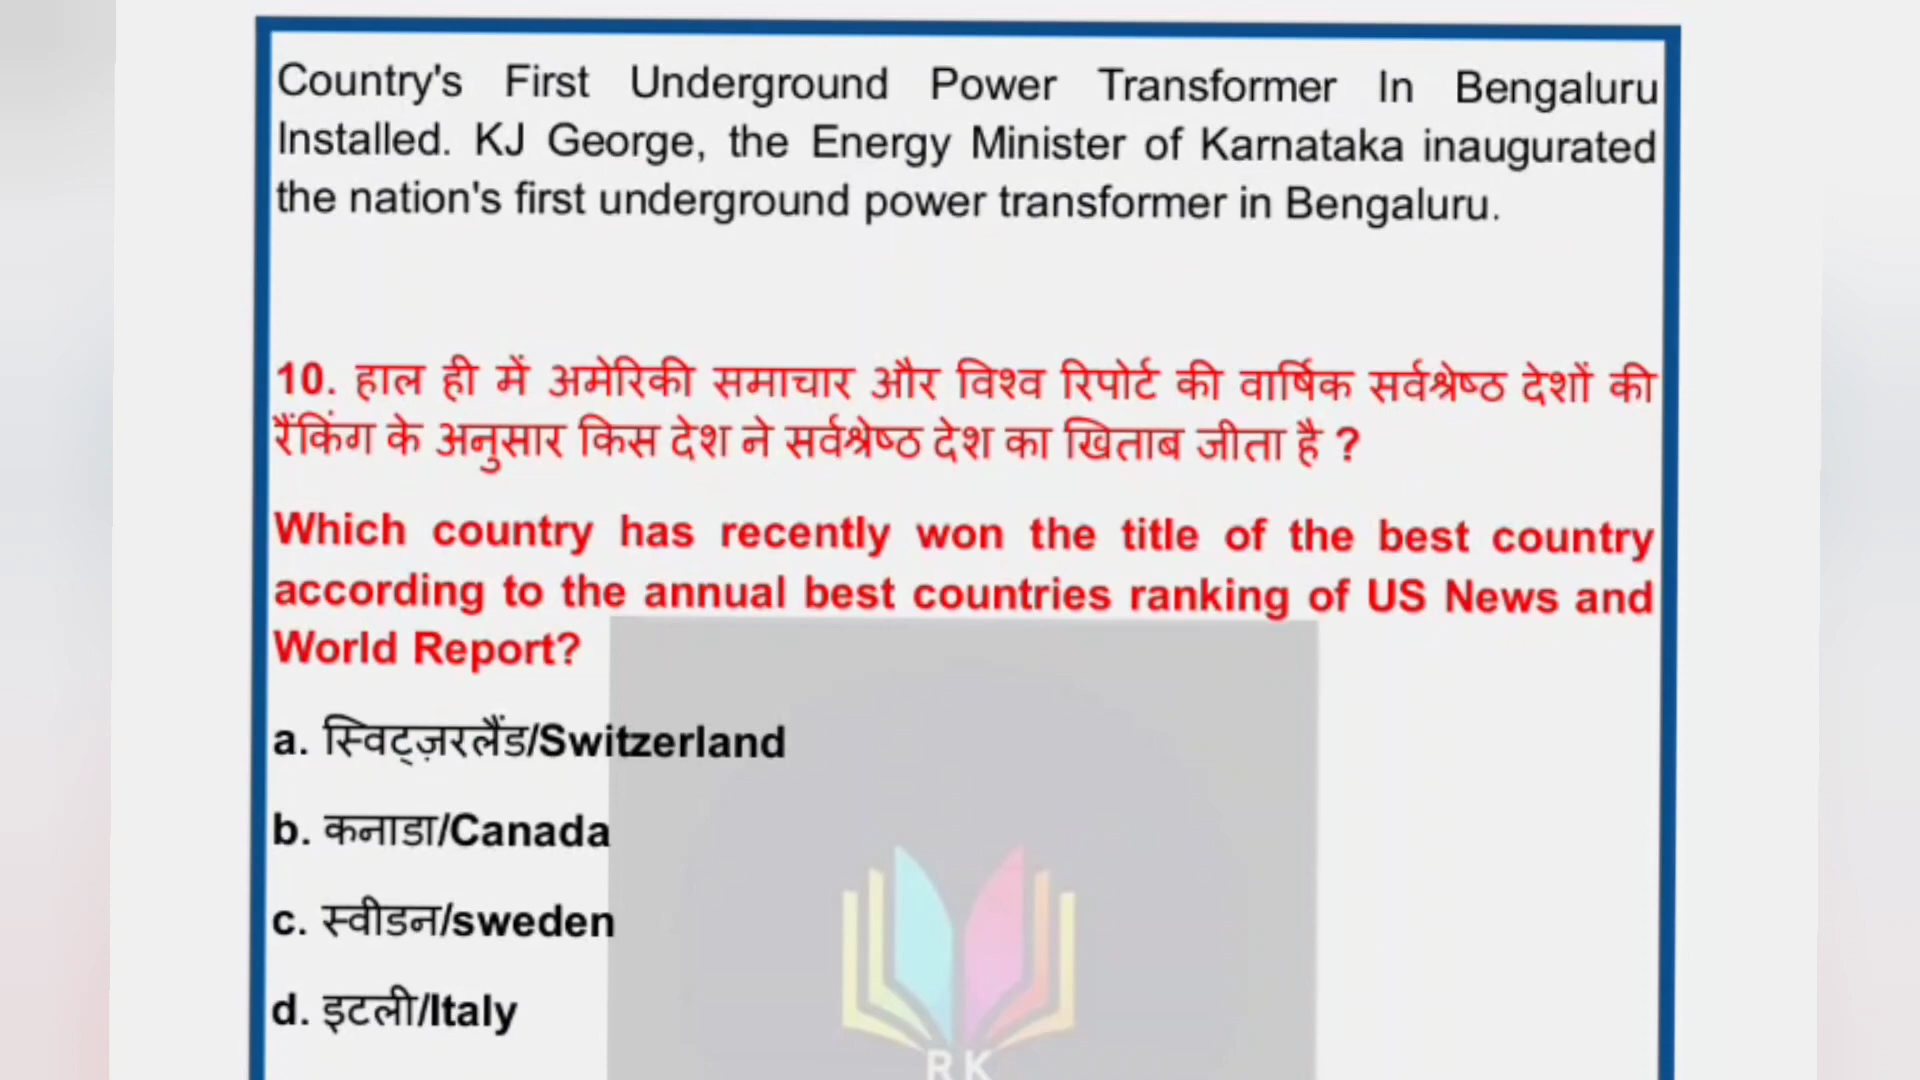 Country's First Underground Power Transformer In Bengaluru
Installed. KJ George, the Energy Minister of Karnataka inaugurated
the nation's first underground power transformer in Bengaluru.
10. हाल ही में अमेरिकी समाचार और विश्व रिपोर्ट की वार्षिक सर्वश्रेष्ठ देशों की
रैंकिंग के अनुसार किस देश ने सर्वश्रेष्ठ देश का खिताब जीता है ?
Which country has recently won the title of the best country
according to the annual best countries ranking of US News and
World Report?
a. स्विट्ज़रलैंड/Switzerland
b. कनाडा/Canada
c. स्वीडन/sweden
d. इटली/Italy
RK